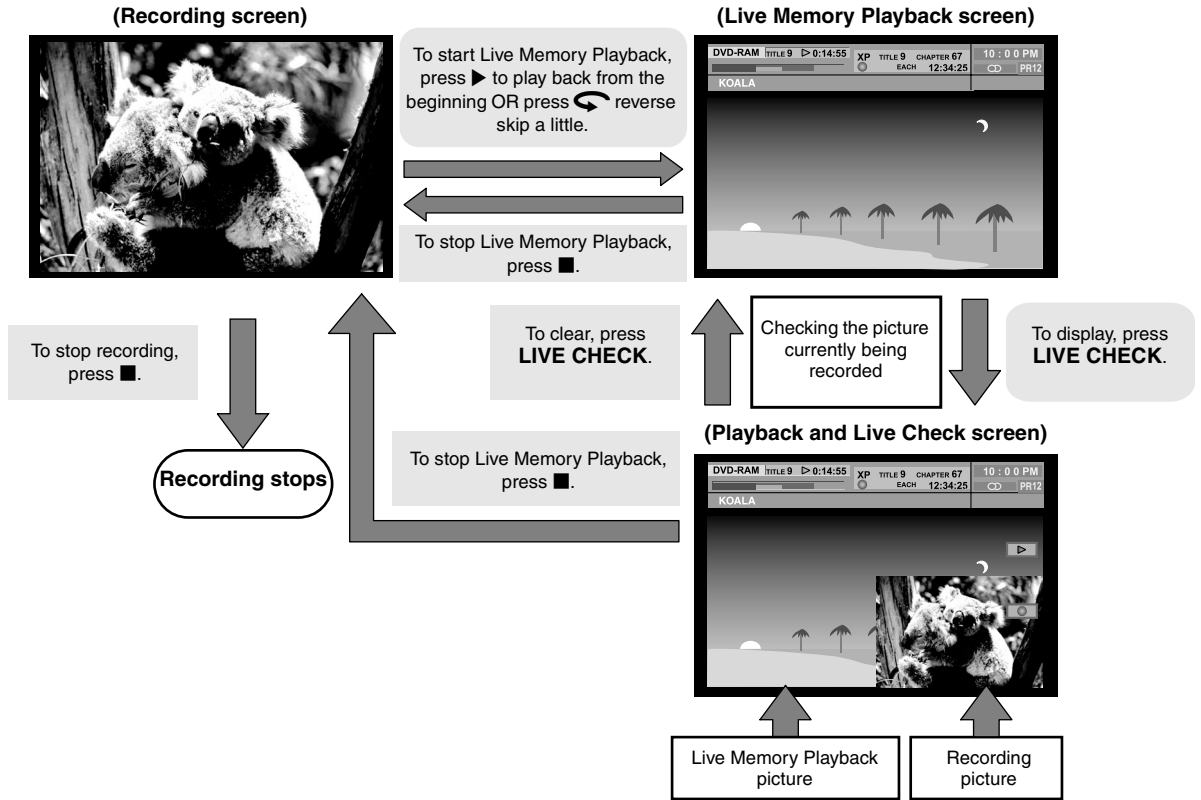 (Recording screen)
To start Live Memory Playback,
press ▶ to play back from the
beginning OR press reverse
skip a little.
To stop Live Memory Playback,
press ■.
(Live Memory Playback screen)
DVD-RAM TITLE 9 ▷ 0:14:55
XP TITLE 9 CHAPTER 67
EACH 12:34:25
10 : 0 0 PM
PR12
KOALA
To stop recording,
press ■.
Recording stops
To clear, press
LIVE CHECK.
Checking the picture
currently being
recorded
To display, press
LIVE CHECK.
To stop Live Memory Playback,
press ■.
(Playback and Live Check screen)
DVD-RAM TITLE 9 ▷ 0:14:55
XP TITLE 9 CHAPTER 67
EACH 12:34:25
10 : 0 0 PM
PR12
KOALA
Live Memory Playback
picture
Recording
picture